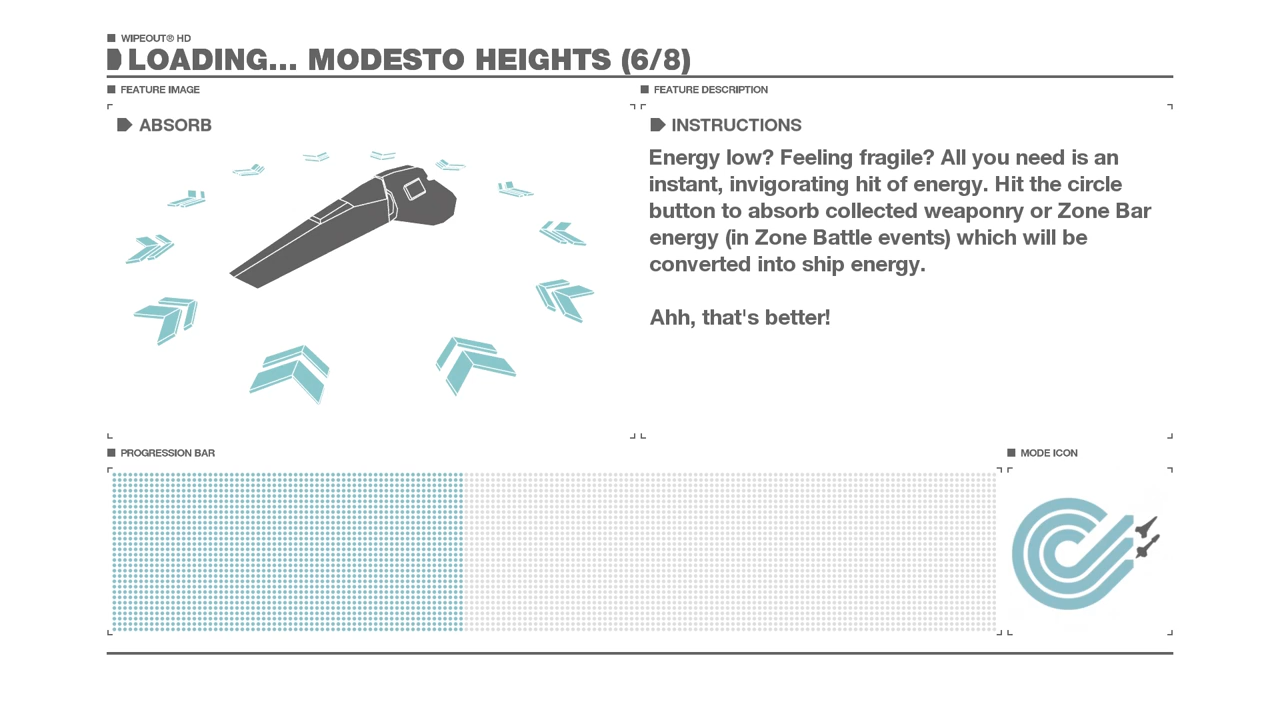 WIPEOUT® HD
LOADING... MODESTO HEIGHTS (6/8)
FEATURE IMAGE
ABSORB
FEATURE DESCRIPTION
INSTRUCTIONS
Energy low? Feeling fragile? All you need is an
instant, invigorating hit of energy. Hit the circle
button to absorb collected weaponry or Zone Bar
energy (in Zone Battle events) which will be
converted into ship energy.
Ahh, that's better!
PROGRESSION BAR
MODE ICON